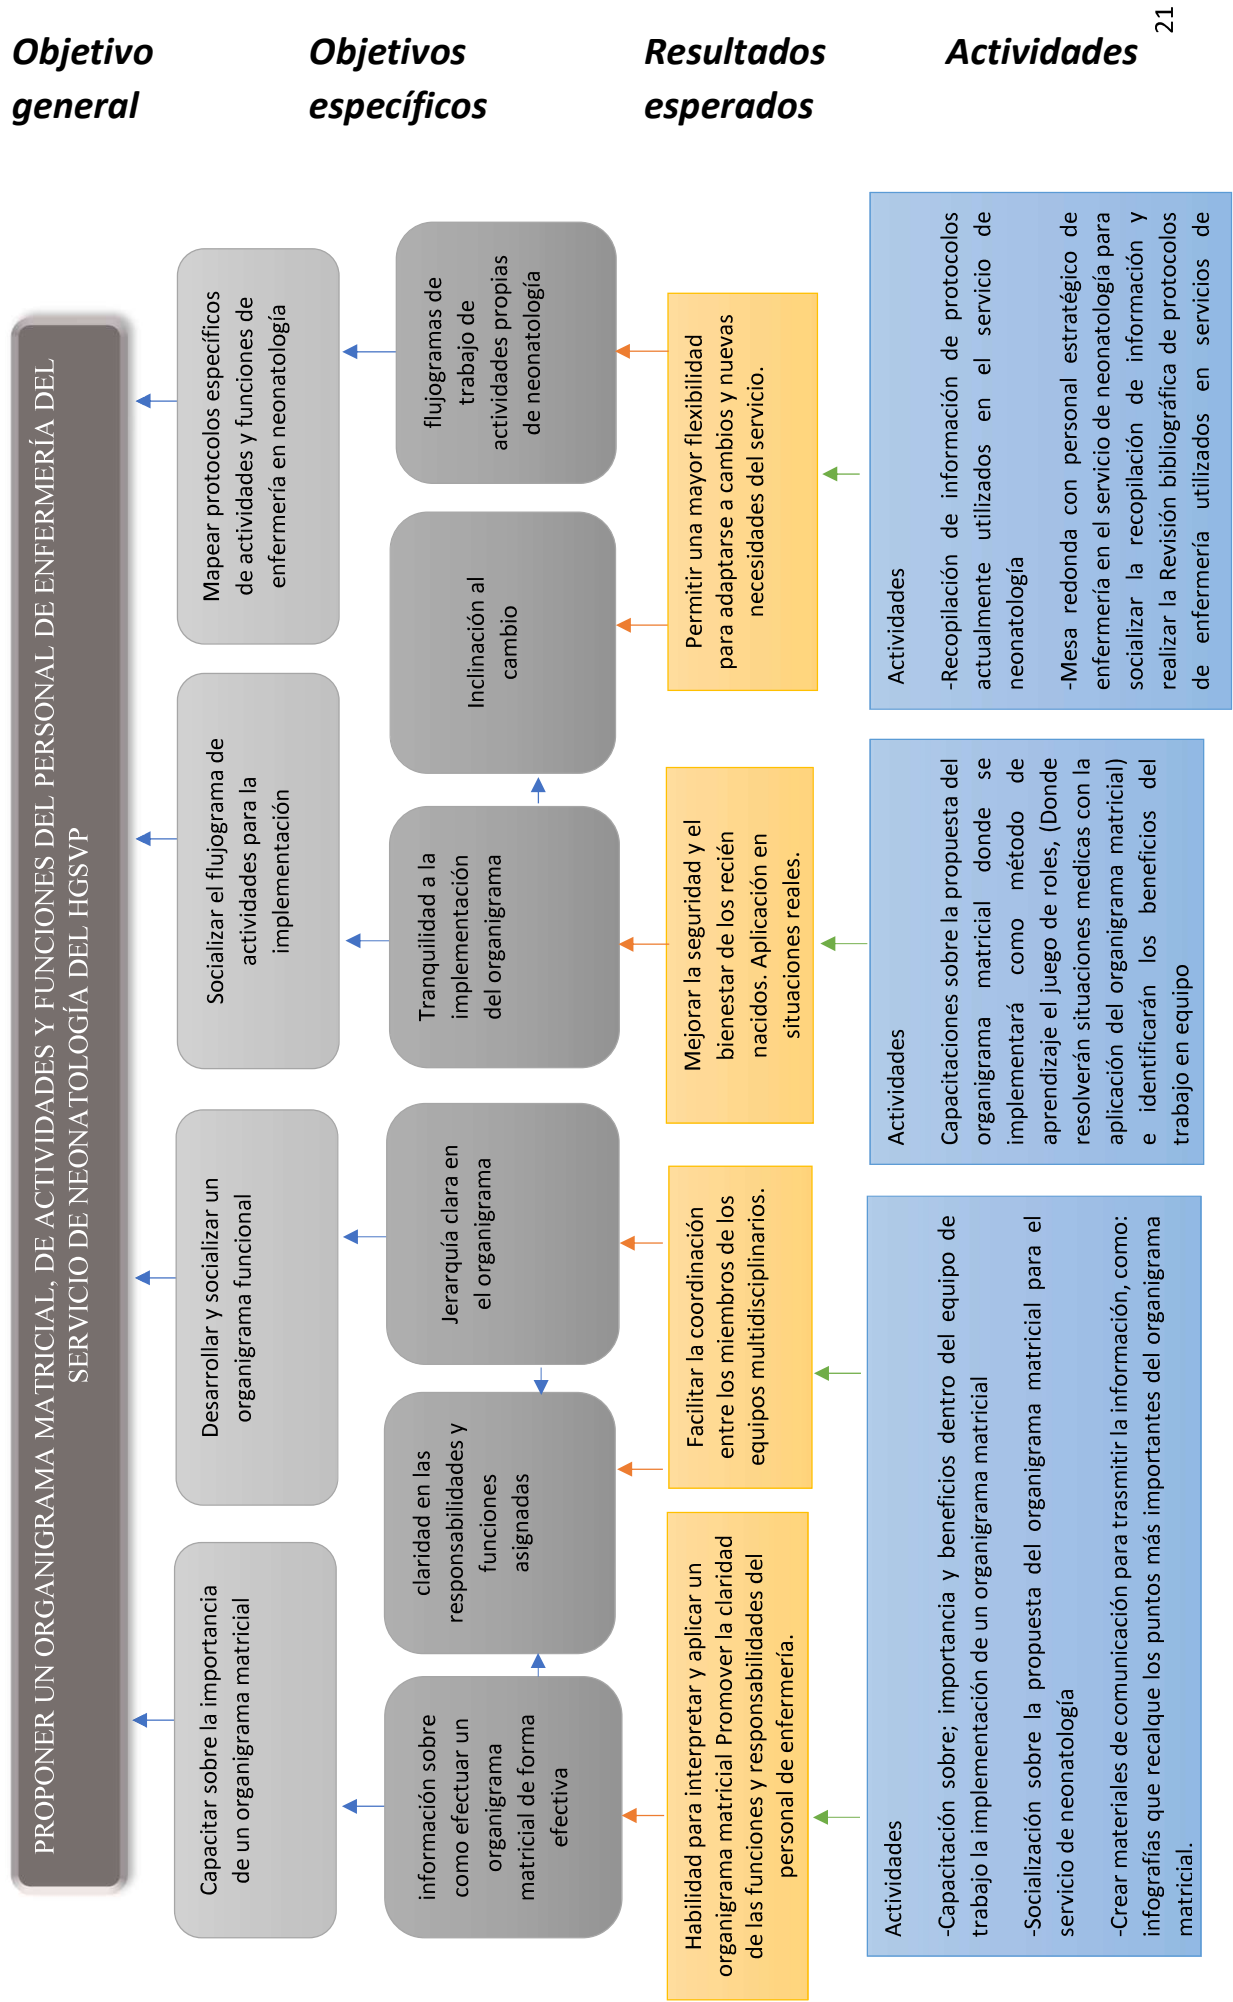 Objetivo
general
Objetivos
específicos
Resultados
esperados
Actividades
21
PROPONER UN ORGANIGRAMA MATRICIAL, DE ACTIVIDADES Y FUNCIONES DEL PERSONAL DE ENFERMERÍA DEL
SERVICIO DE NEONATOLOGÍA DEL HGSVP
Capacitar sobre la importancia
de un organigrama matricial
Desarrollar y socializar un
organigrama funcional
Socializar el flujograma de
actividades para la
implementación
Mapear protocolos específicos
de actividades y funciones de
enfermería en neonatología
información sobre
como efectuar un
organigrama
matricial de forma
efectiva
claridad en las
responsabilidades y
funciones
asignadas
Jerarquía clara en
el organigrama
Tranquilidad a la
implementación
del organigrama
Inclinación al
cambio
flujogramas de
trabajo de
actividades propias
de neonatología
Habilidad para interpretar y aplicar un
organigrama matricial Promover la claridad
de las funciones y responsabilidades del
personal de enfermería.
Facilitar la coordinación
entre los miembros de los
equipos multidisciplinarios.
Mejorar la seguridad y el
bienestar de los recién
nacidos. Aplicación en
situaciones reales.
Permitir una mayor flexibilidad
para adaptarse a cambios y nuevas
necesidades del servicio.
Actividades
-Capacitación sobre; importancia y beneficios dentro del equipo de
trabajo la implementación de un organigrama matricial
-Socialización sobre la propuesta del organigrama matricial para el
servicio de neonatología
-Crear materiales de comunicación para trasmitir la información, como:
infografías que recalque los puntos más importantes del organigrama
matricial.
Actividades
Capacitaciones sobre la propuesta del
organigrama matricial donde se
implementará como método de
aprendizaje el juego de roles, (Donde
resolverán situaciones medicas con la
aplicación del organigrama matricial)
e identificarán los beneficios del
trabajo en equipo
Actividades
-Recopilación de información de protocolos
actualmente utilizados en el servicio de
neonatología
-Mesa redonda con personal estratégico de
enfermería en el servicio de neonatología para
socializar la recopilación de información y
realizar la Revisión bibliográfica de protocolos
de enfermería utilizados en servicios de